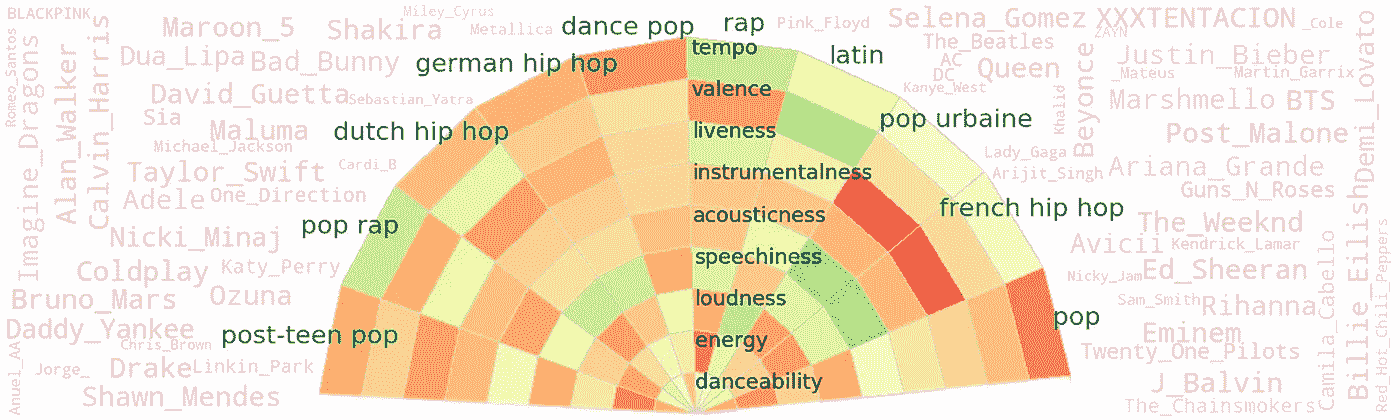 BLACKPINK
Maroon_5
Shakira
Miley_Cyrus
Metallica
Romeo_Santos
Imagine_Dragons
Alan_Walker
Calvin_Harris
Dua_Lipa
Bad_Bunny
David_Guetta
Sebastian_Yatra
Sia
Maluma
Michael_Jackson
Cardi_B
Taylor_Swift
Adele
One_Direction
Nicki_Minaj
Coldplay
Katy_Perry
Bruno_Mars
Ozuna
Daddy_Yankee
Chris_Brown
Anuel_AA
Jorge_
Drake
Linkin_Park
Shawn_Mendes
dance pop
german hip hop
dutch hip hop
pop rap
post-teen pop
rap
latin
pop urbaine
french hip hop
pop
tempo
valence
liveness
instrumentalness
acousticness
speechiness
loudness
energy
danceability
Pink_Floyd
Selena_Gomez
XXXTENTACION
_Cole
ZAYN
The_Beatles
AC
DC
Queen
Kanye_West
Khalid
Beyonce
Justin_Bieber
_Mateus
Martin_Garrix
Marshmello
BTS
Demi_Lovato
Post_Malone
Lady_Gaga
Arijit_Singh
Ariana_Grande
Guns_N_Roses
The_Weeknd
Avicii
Kendrick_Lamar
Nicky_Jam
Ed_Sheeran
Sam_Smith
Rihanna
Eminem
Twenty_One_Pilots
J_Balvin
The_Chainsmokers
Camila_Cabello
Billie_Eilish
Red_Hot_Chili_Peppers